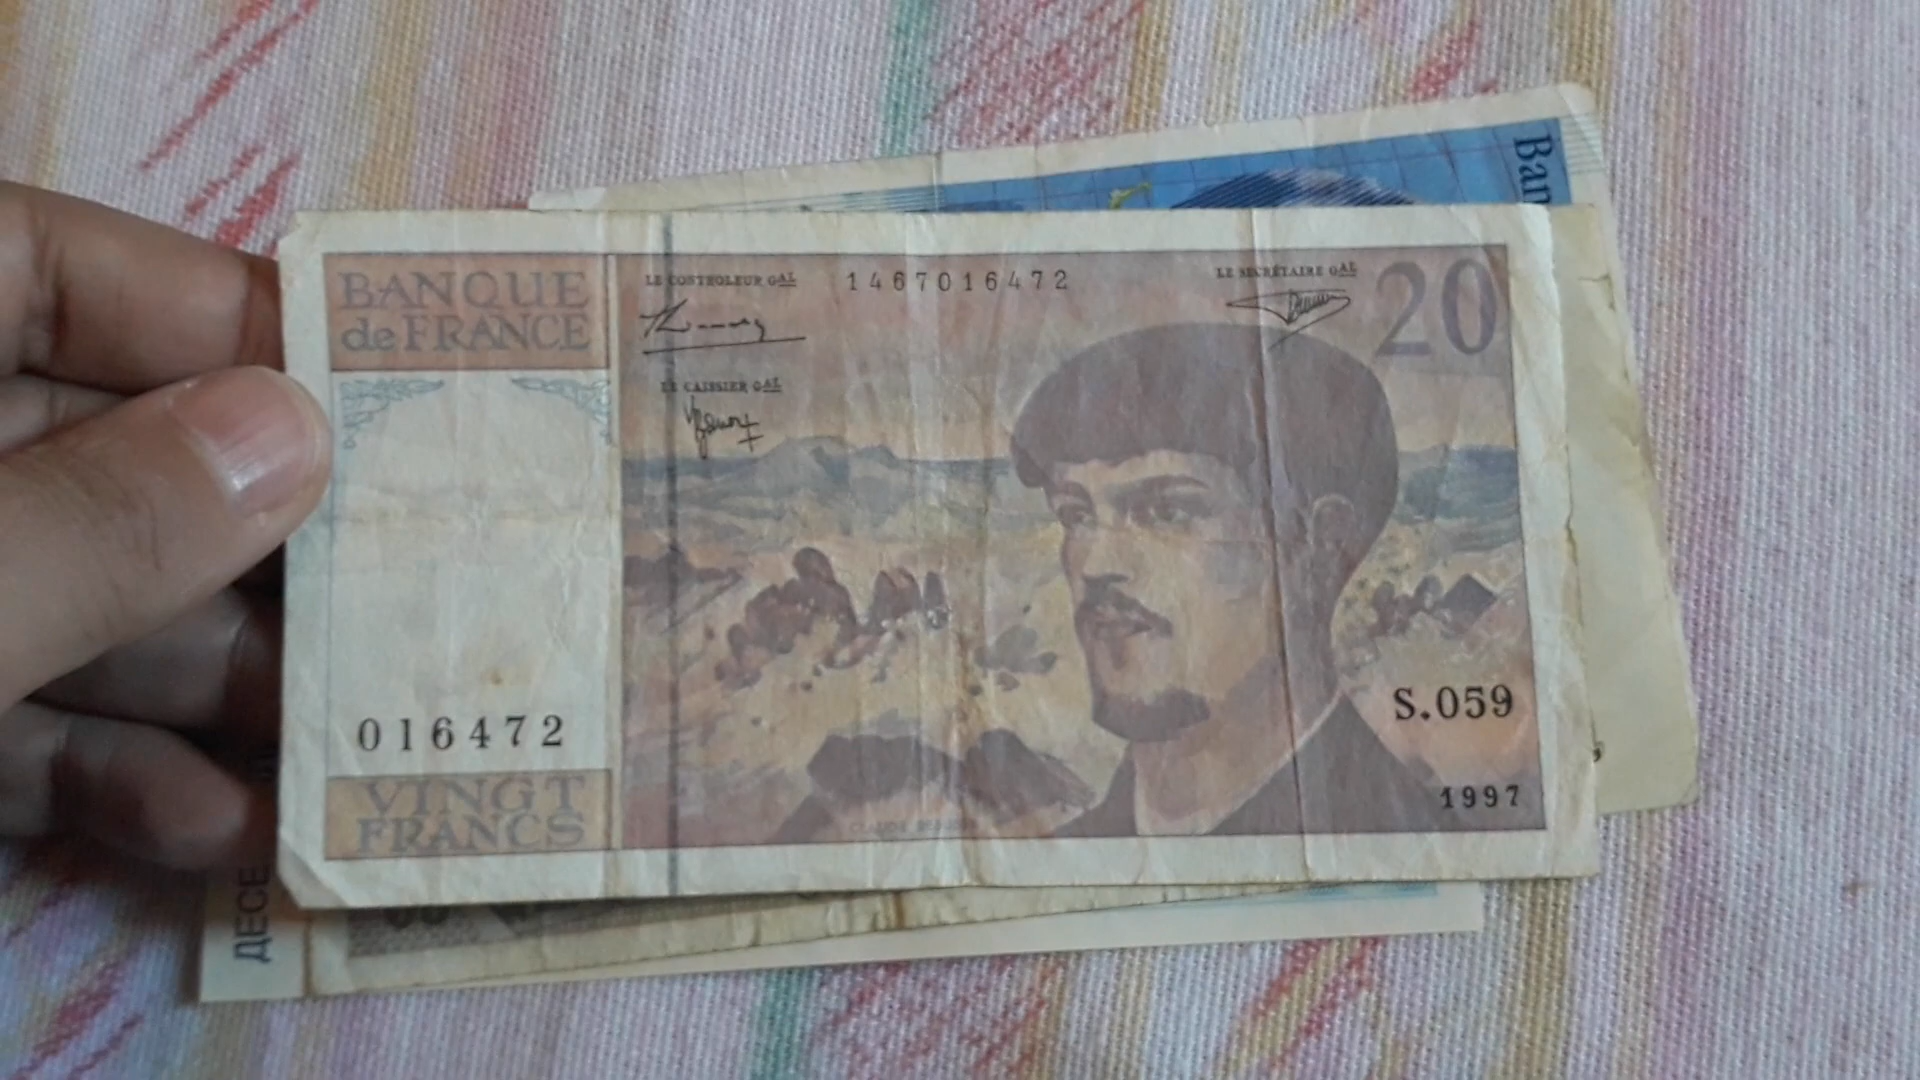 Ban
BANQUE
de FRANCE
LE CONTROLEUR GAL
1467016472
LE SECRÉTAIRE GAL
20
LE CAISSIER GAL
016472
S.059
VINGT
FRANCS
1997
ДЕСЕ